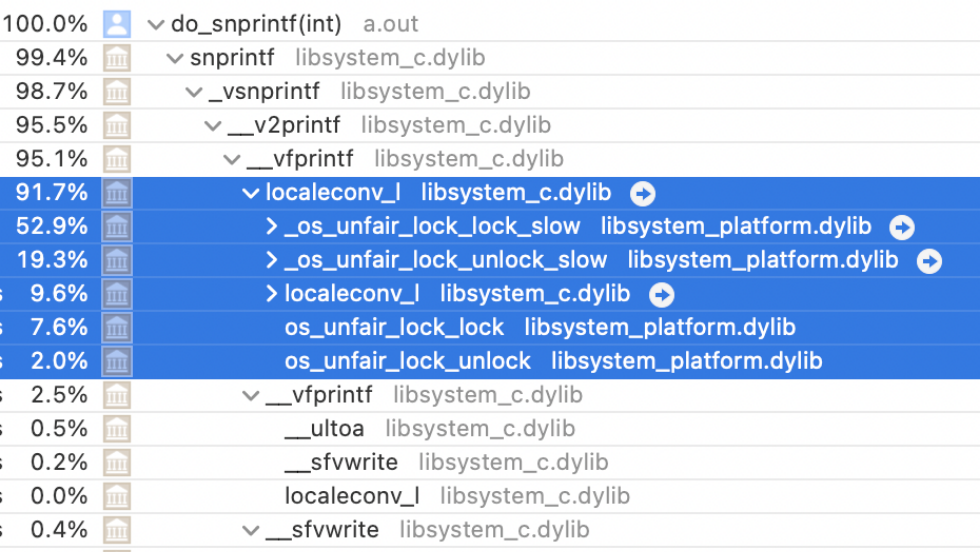 100.0% do_snprintf(int) a.out
99.4% snprintf libsystem_c.dylib
98.7% _vsnprintf libsystem_c.dylib
95.5% __v2printf libsystem_c.dylib
95.1% __vfprintf libsystem_c.dylib
91.7% localeconv_l libsystem_c.dylib
52.9% _os_unfair_lock_lock_slow libsystem_platform.dylib
19.3% _os_unfair_lock_unlock_slow libsystem_platform.dylib
s 9.6% localeconv_l libsystem_c.dylib
s 7.6% os_unfair_lock_lock libsystem_platform.dylib
s 2.0% os_unfair_lock_unlock libsystem_platform.dylib
s 2.5% __vfprintf libsystem_c.dylib
s 0.5% __ultoa libsystem_c.dylib
s 0.2% __sfvwrite libsystem_c.dylib
s 0.0% localeconv_l libsystem_c.dylib
s 0.4% __sfvwrite libsystem_c.dylib